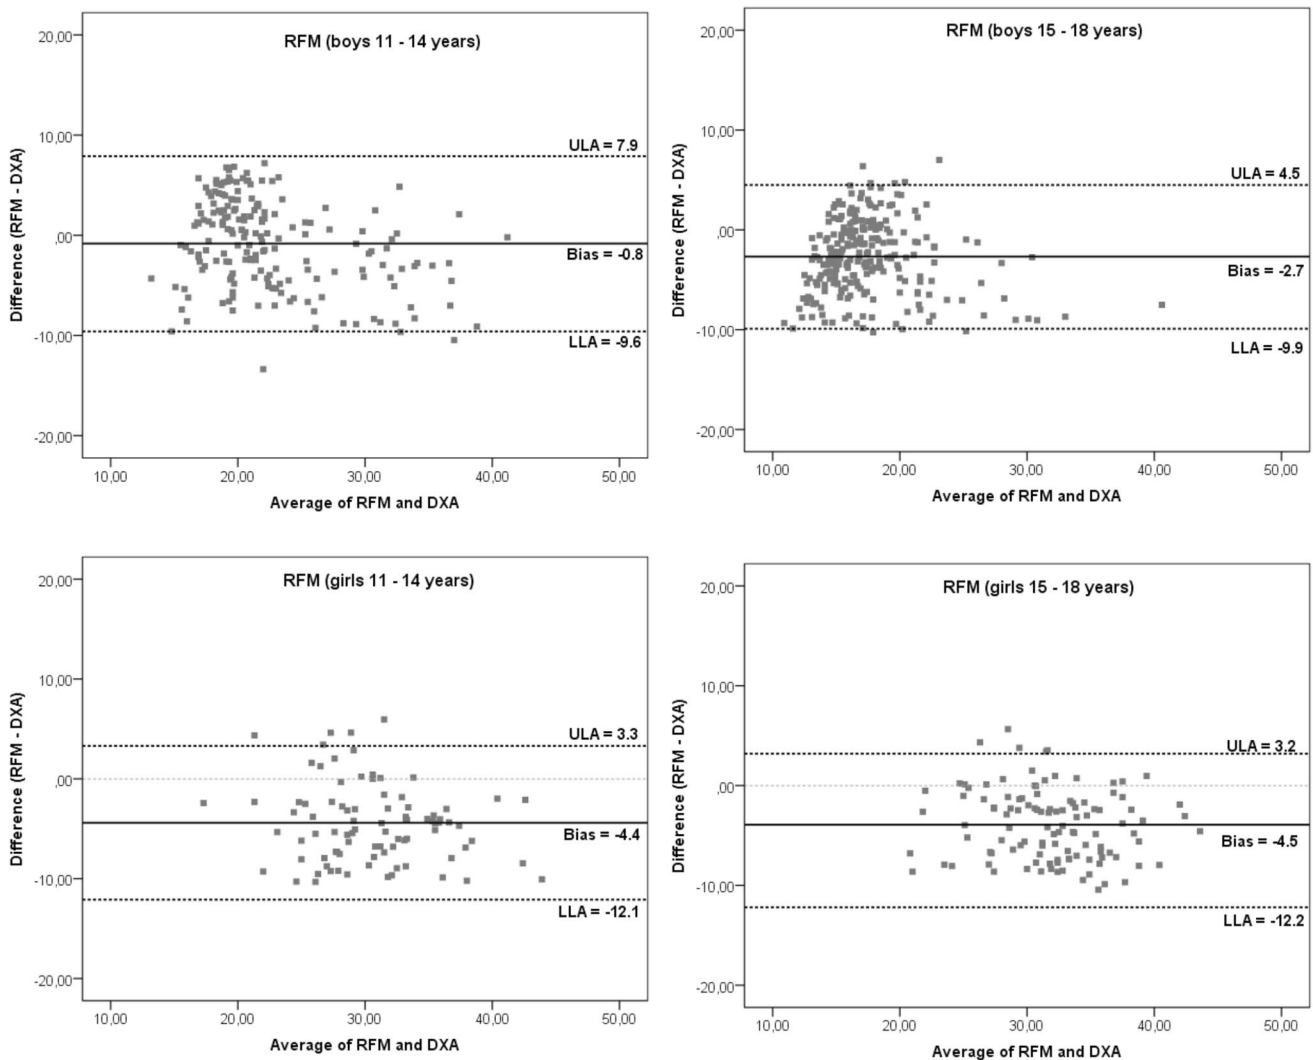 RFM (boys 11 - 14 years)
20,00
10,00
,00
-10,00
-20,00
Difference (RFM - DXA)
ULA = 7.9
Bias = -0.8
LLA = -9.6
10,00 20,00 30,00 40,00 50,00
Average of RFM and DXA
RFM (boys 15 - 18 years)
20,00
10,00
,00
-10,00
-20,00
Difference (RFM - DXA)
ULA = 4.5
Bias = -2.7
LLA = -9.9
10,00 20,00 30,00 40,00 50,00
Average of RFM and DXA
RFM (girls 11 - 14 years)
20,00
10,00
,00
-10,00
-20,00
Difference (RFM - DXA)
ULA = 3.3
Bias = -4.4
LLA = -12.1
10,00 20,00 30,00 40,00 50,00
Average of RFM and DXA
RFM (girls 15 - 18 years)
20,00
10,00
,00
-10,00
-20,00
Difference (RFM - DXA)
ULA = 3.2
Bias = -4.5
LLA = -12.2
10,00 20,00 30,00 40,00 50,00
Average of RFM and DXA